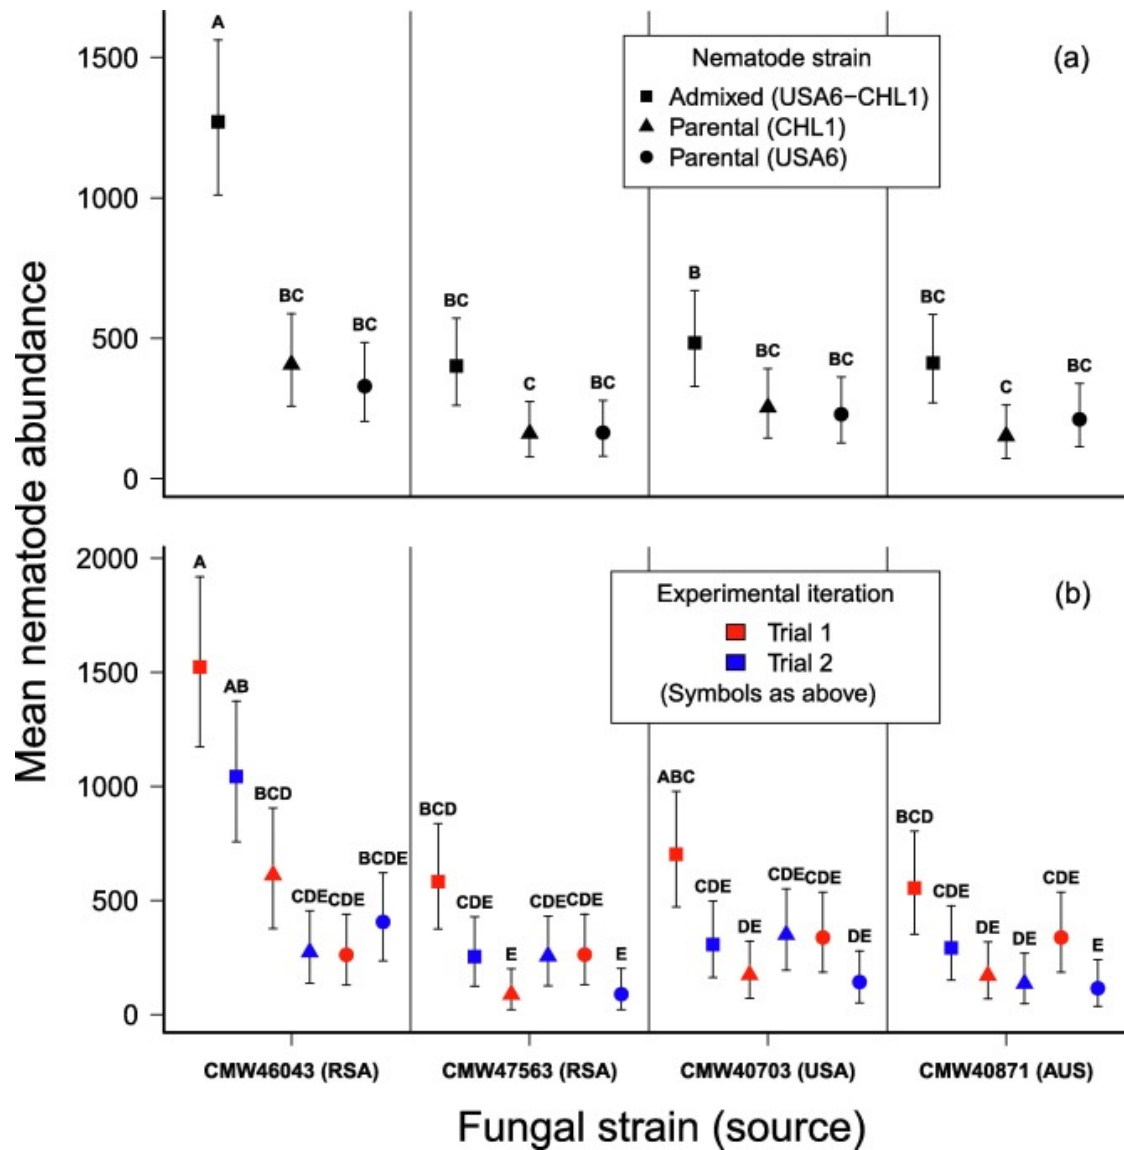 (a)
Nematode strain
Admixed (USA6−CHL1)
Parental (CHL1)
Parental (USA6)
1500
1000
500
0
A
BC
BC
BC
C
BC
B
BC
BC
BC
C
BC
Mean nematode abundance
(b)
Experimental iteration
Trial 1
Trial 2
(Symbols as above)
2000
1500
1000
500
0
A
AB
BCD
CDE
CDE
BCDE
BCD
CDE
E
CDE
CDE
E
ABC
CDE
DE
CDE
CDE
DE
BCD
CDE
DE
DE
CDE
E
CMW46043 (RSA)
CMW47563 (RSA)
CMW40703 (USA)
CMW40871 (AUS)
Fungal strain (source)